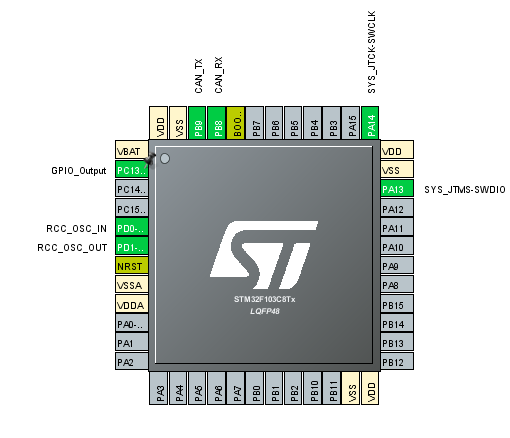 CAN_TX
CAN_RX
SYS_JTCK-SWCLK
VDD
VSS
PB9
PB8
BOO..
PB7
PB6
PB5
PB4
PB3
PA15
PA14
VBAT
GPIO_Output
PC13..
PC14..
PC15..
RCC_OSC_IN
PD0-..
RCC_OSC_OUT
PD1-..
NRST
VSSA
VDDA
PA0-..
PA1
PA2
ST
STM32F103C8Tx
LQFP48
VDD
VSS
PA13
SYS_JTMS-SWDIO
PA12
PA11
PA10
PA9
PA8
PB15
PB14
PB13
PB12
PA3
PA4
PA5
PA6
PA7
PB0
PB1
PB2
PB10
PB11
VSS
VDD